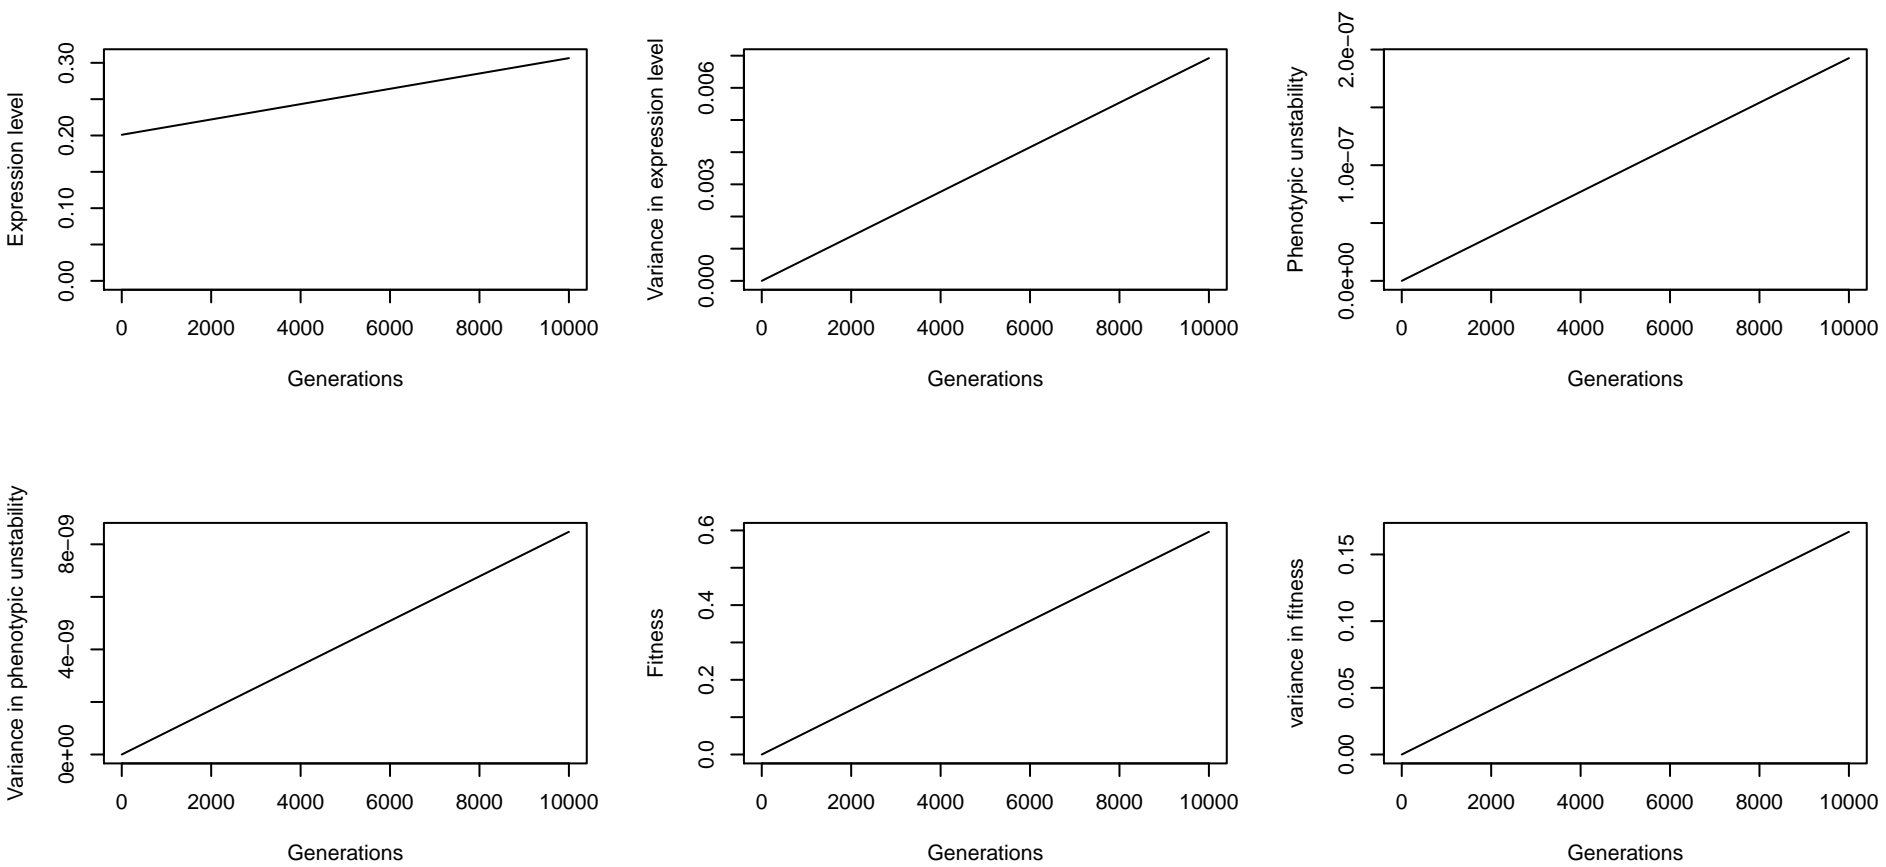 Expression level
0.00 0.10 0.20 0.30
0 2000 4000 6000 8000 10000
Generations
Variance in expression level
0.000 0.003 0.006
0 2000 4000 6000 8000 10000
Generations
Phenotypic unstability
0.0e+00 1.0e−07 2.0e−07
0 2000 4000 6000 8000 10000
Generations
Variance in phenotypic unstability
0e+00 4e−09 8e−09
0 2000 4000 6000 8000 10000
Generations
Fitness
0.0 0.2 0.4 0.6
0 2000 4000 6000 8000 10000
Generations
variance in fitness
0.00 0.05 0.10 0.15
0 2000 4000 6000 8000 10000
Generations